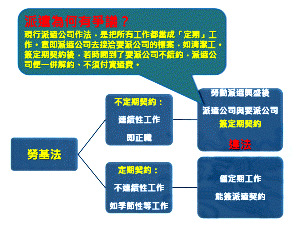 這樣為何有爭議？
現行派遣公司作法，是把所有工作都當成「定期」工
作。意即派遣公司去接洽要派公司的標案，如清潔工。
簽定期契約後，若時間到了要派公司不續約，派遣公
司便一併解約，不須付資遣費。
勞動派遣興盛後
派遣公司與要派公司
簽定期契約
違法
不定期契約：
連續性工作
即正職
勞基法
定期契約：
不連續性工作
如季節性等工作
僅定期工作
能簽派遣契約